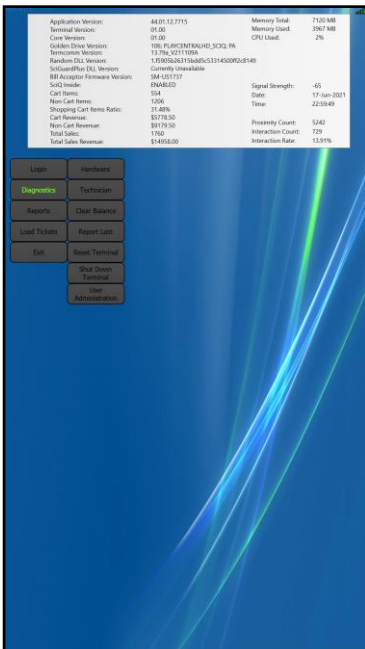 Application Version: 44.01.12.7715 Memory Total: 7120 MB
Terminal Version: 01.00 Memory Used: 3967 MB
Core Version: 01.00 CPU Used: 2%
Golden Drive Version: 106; PLAYCENTRALHD_SCIQ; PA
Termcomm Version: 13.79a_V211109A
Random DLL Version:
SciGuardPlus DLL Version: Currently Unavailable
Bill Acceptor Firmware Version: SM-US1737
SciQ Inside: ENABLED Signal Strength: -65
Cart Items: 554 Date: 17-Jun-2021
Non Cart Items: 1206 Time: 22:59:49
Shopping Cart Items Ratio: 31.48%
Cart Revenue: $5778.50 Proximity Count: 5242
Non Cart Revenue: $9179.50 Interaction Count: 729
Total Sales: 1760 Interaction Rate: 13.91%
Total Sales Revenue: $14958.00
Login Hardware
Diagnostics Technician
Reports Clear Balance
Load Tickets Report Last
Exit Reset Terminal
Shut Down
Terminal
User
Administration